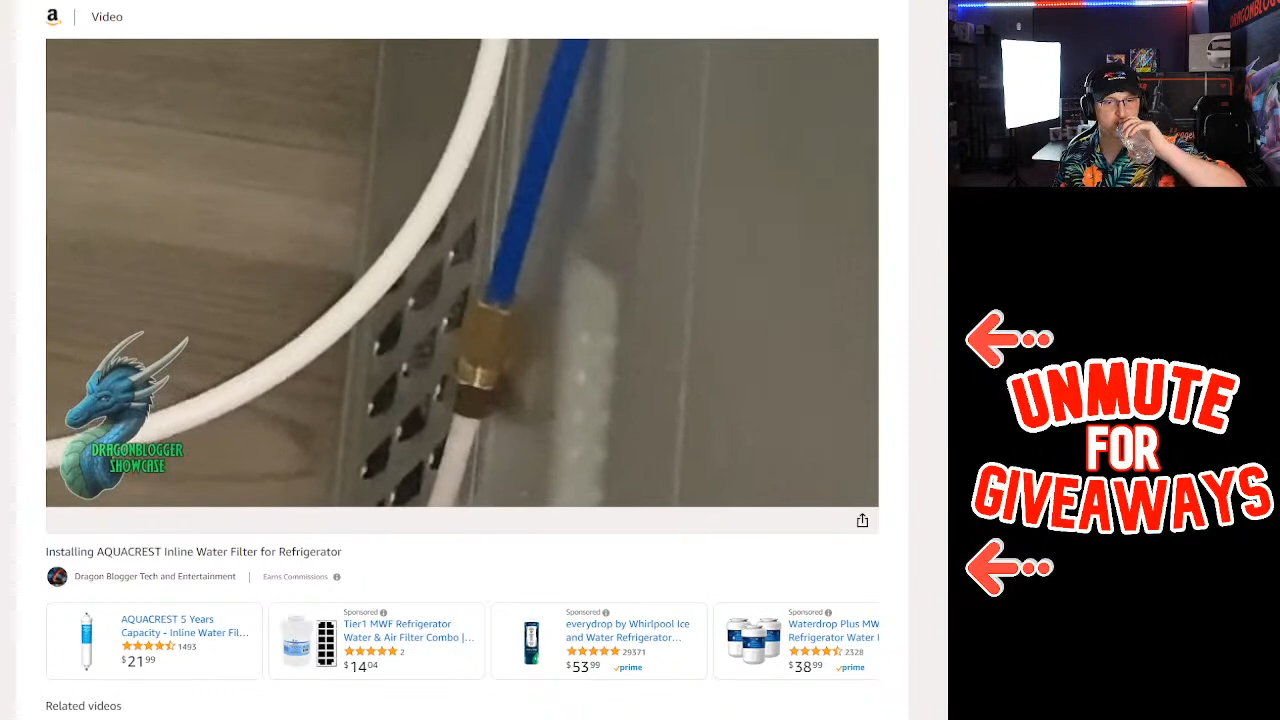 a
Video
DRAGONBLOGGER
SHOWCASE
Installing AQUACREST Inline Water Filter for Refrigerator
Dragon Blogger Tech and Entertainment
Earns Commissions
AQUACREST 5 Years
Capacity - Inline Water Fil...
1493
$21 99
Sponsored
Tier1 MWF Refrigerator
Water & Air Filter Combo |...
2
$14 04
Sponsored
everydrop by Whirlpool Ice
and Water Refrigerator...
29371
$53 99 prime
Sponsored
Waterdrop Plus MW
Refrigerator Water
2328
$38 99 prime
Related videos
UNMUTE
FOR
GIVEAWAYS